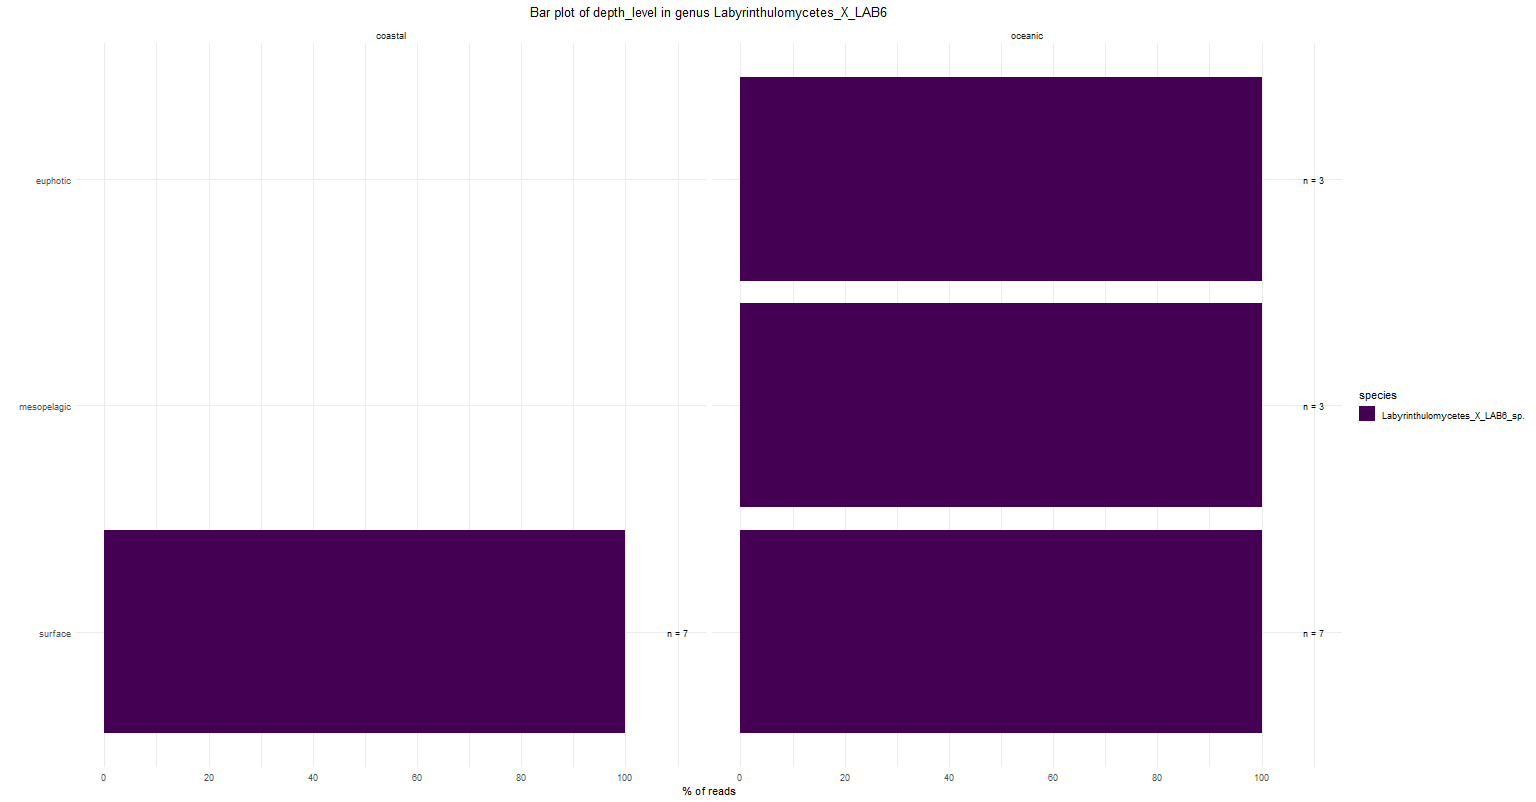 Bar plot of depth_level in genus Labyrinthulomycetes_X_LAB6
coastal
oceanic
euphotic
n = 3
mesopelagic
n = 3
surface
n = 7
n = 7
0 20 40 60 80 100
0 20 40 60 80 100
% of reads
species
Labyrinthulomycetes_X_LAB6_sp.